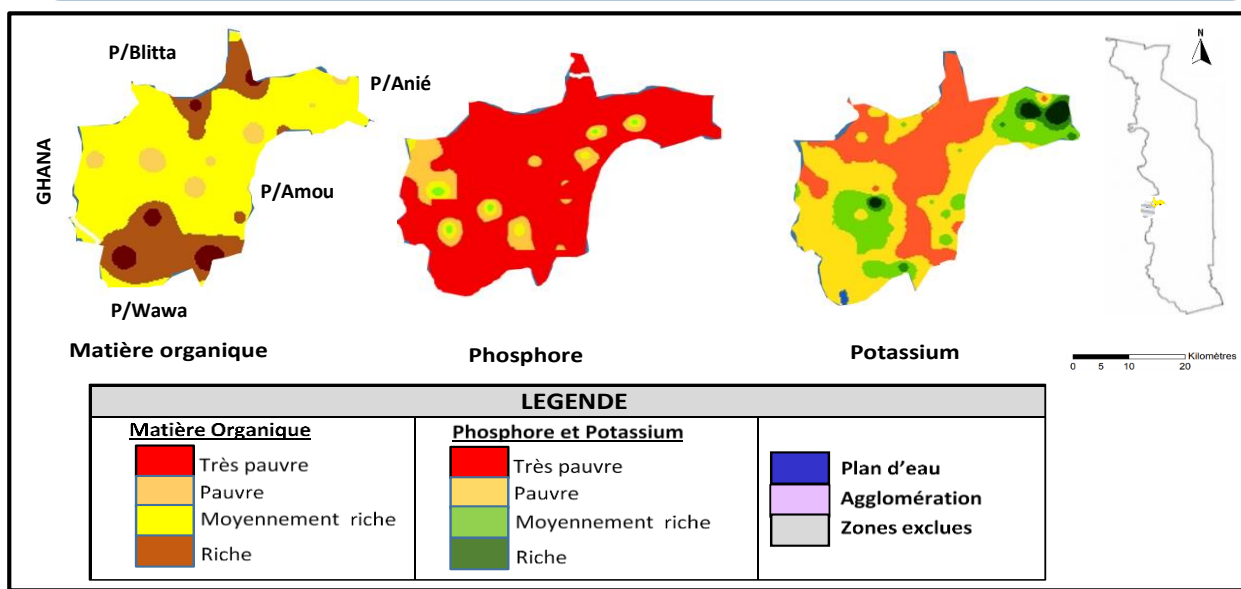 P/Blitta
P/Anié
GHANA
P/Amou
P/Wawa
N
Matière organique
Phosphore
Potassium
Kilomètres
0 5 10 20
LEGENDE
Matière Organique
Très pauvre
Pauvre
Moyennement riche
Riche
Phosphore et Potassium
Très pauvre
Pauvre
Moyennement riche
Riche
Plan d'eau
Agglomération
Zones exclues